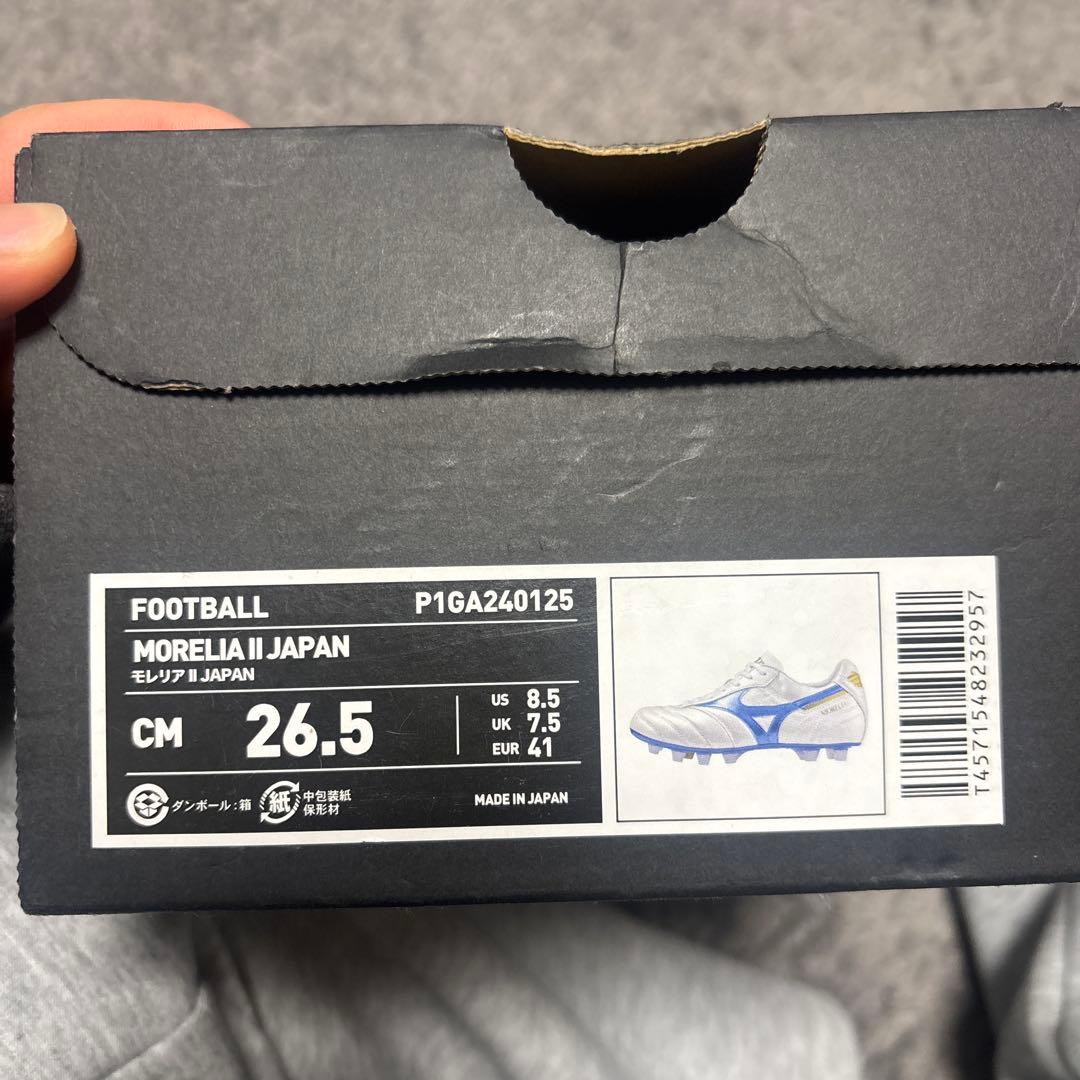 FOOTBALL P1GA240125
MORELIA II JAPAN
モレリア II JAPAN
CM 26.5
US 8.5
UK 7.5
EUR 41
ダンボール:箱
紙 中包装紙
保形材
MADE IN JAPAN
MORELIA
T4571548232957